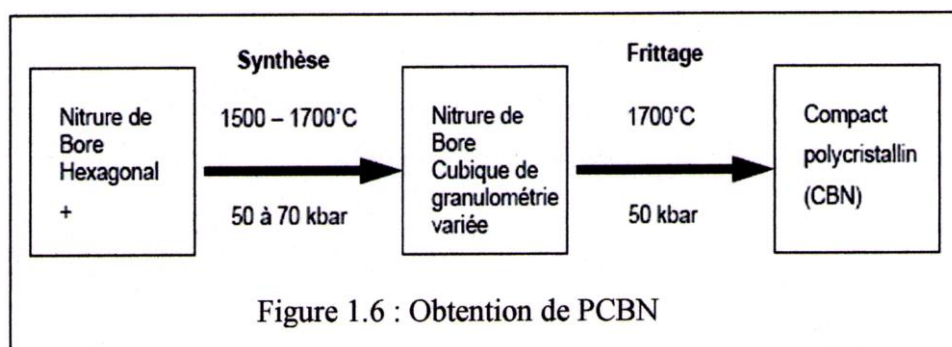 Synthèse
Frittage
Nitrure de
Bore
Hexagonal
+
1500 – 1700°C
50 à 70 kbar
Nitrure de
Bore
Cubique de
granulométrie
variée
1700°C
50 kbar
Compact
polycristallin
(CBN)
Figure 1.6 : Obtention de PCBN